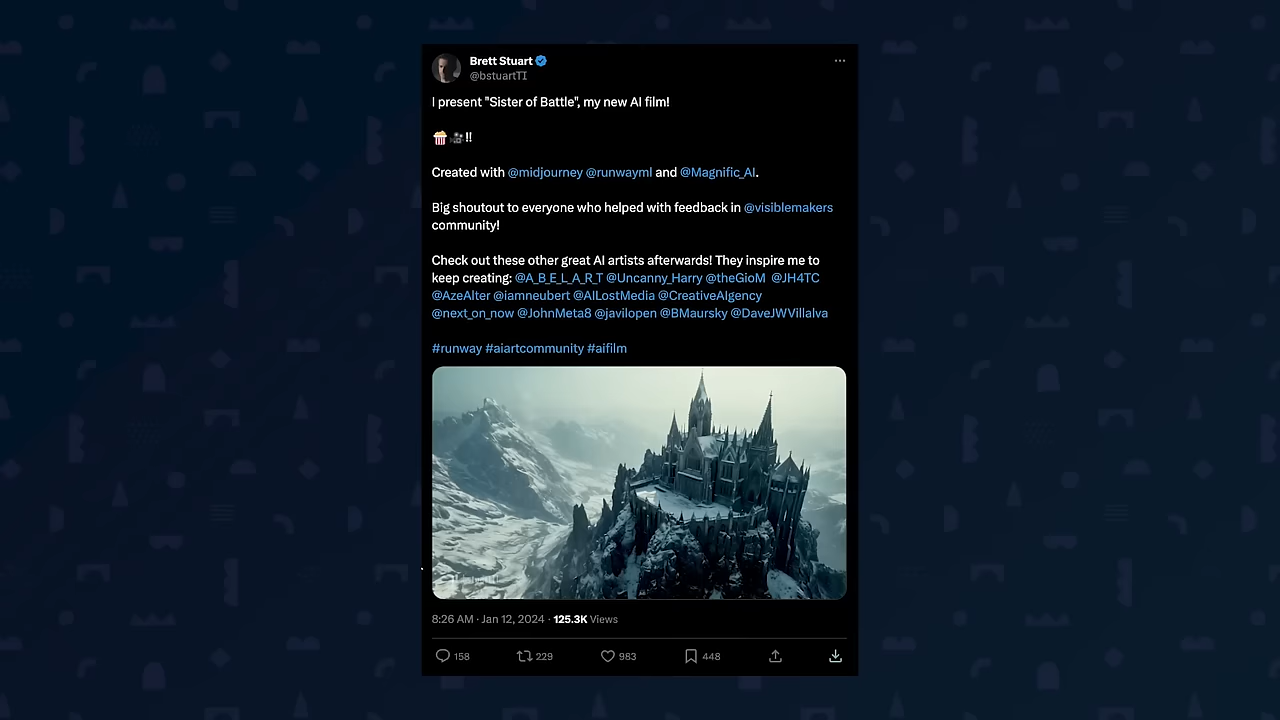 Brett Stuart
@bstuartTI
I present "Sister of Battle", my new AI film!
🍿🎥‼
Created with @midjourney @runwayml and @Magnific_AI.
Big shoutout to everyone who helped with feedback in @visiblemakers
community!
Check out these other great AI artists afterwards! They inspire me to
keep creating: @A_B_E_L_A_R_T @Uncanny_Harry @theGioM @JH4TC
@AzeAlter @iamneubert @AILostMedia @CreativeAIgency
@next_on_now @JohnMeta8 @javilopen @BMaursky @DaveJWVillalva
#runway #aiartcommunity #aifilm
8:26 AM · Jan 12, 2024 · 125.3K Views
158 229 983 448